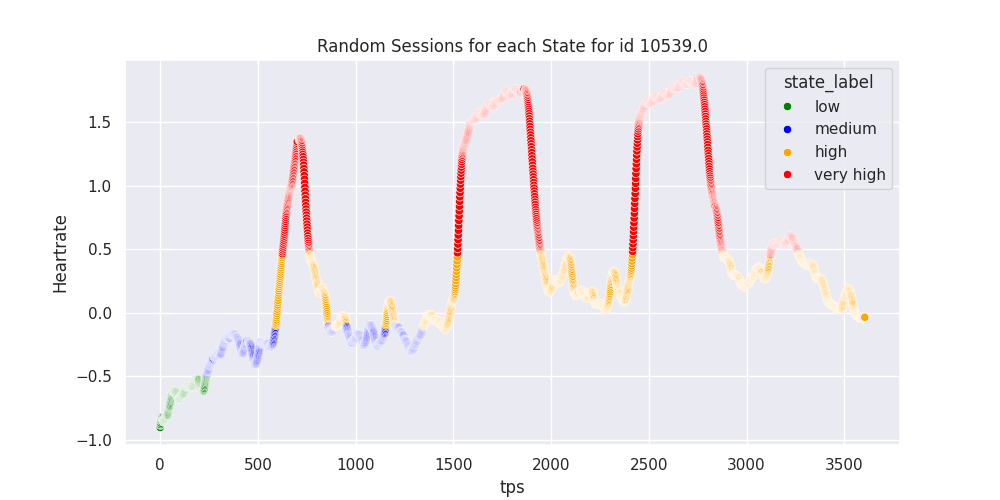 Random Sessions for each State for id 10539.0
state_label
low
medium
high
very high
Heartrate
1.5
1.0
0.5
0.0
−0.5
−1.0
0 500 1000 1500 2000 2500 3000 3500
tps